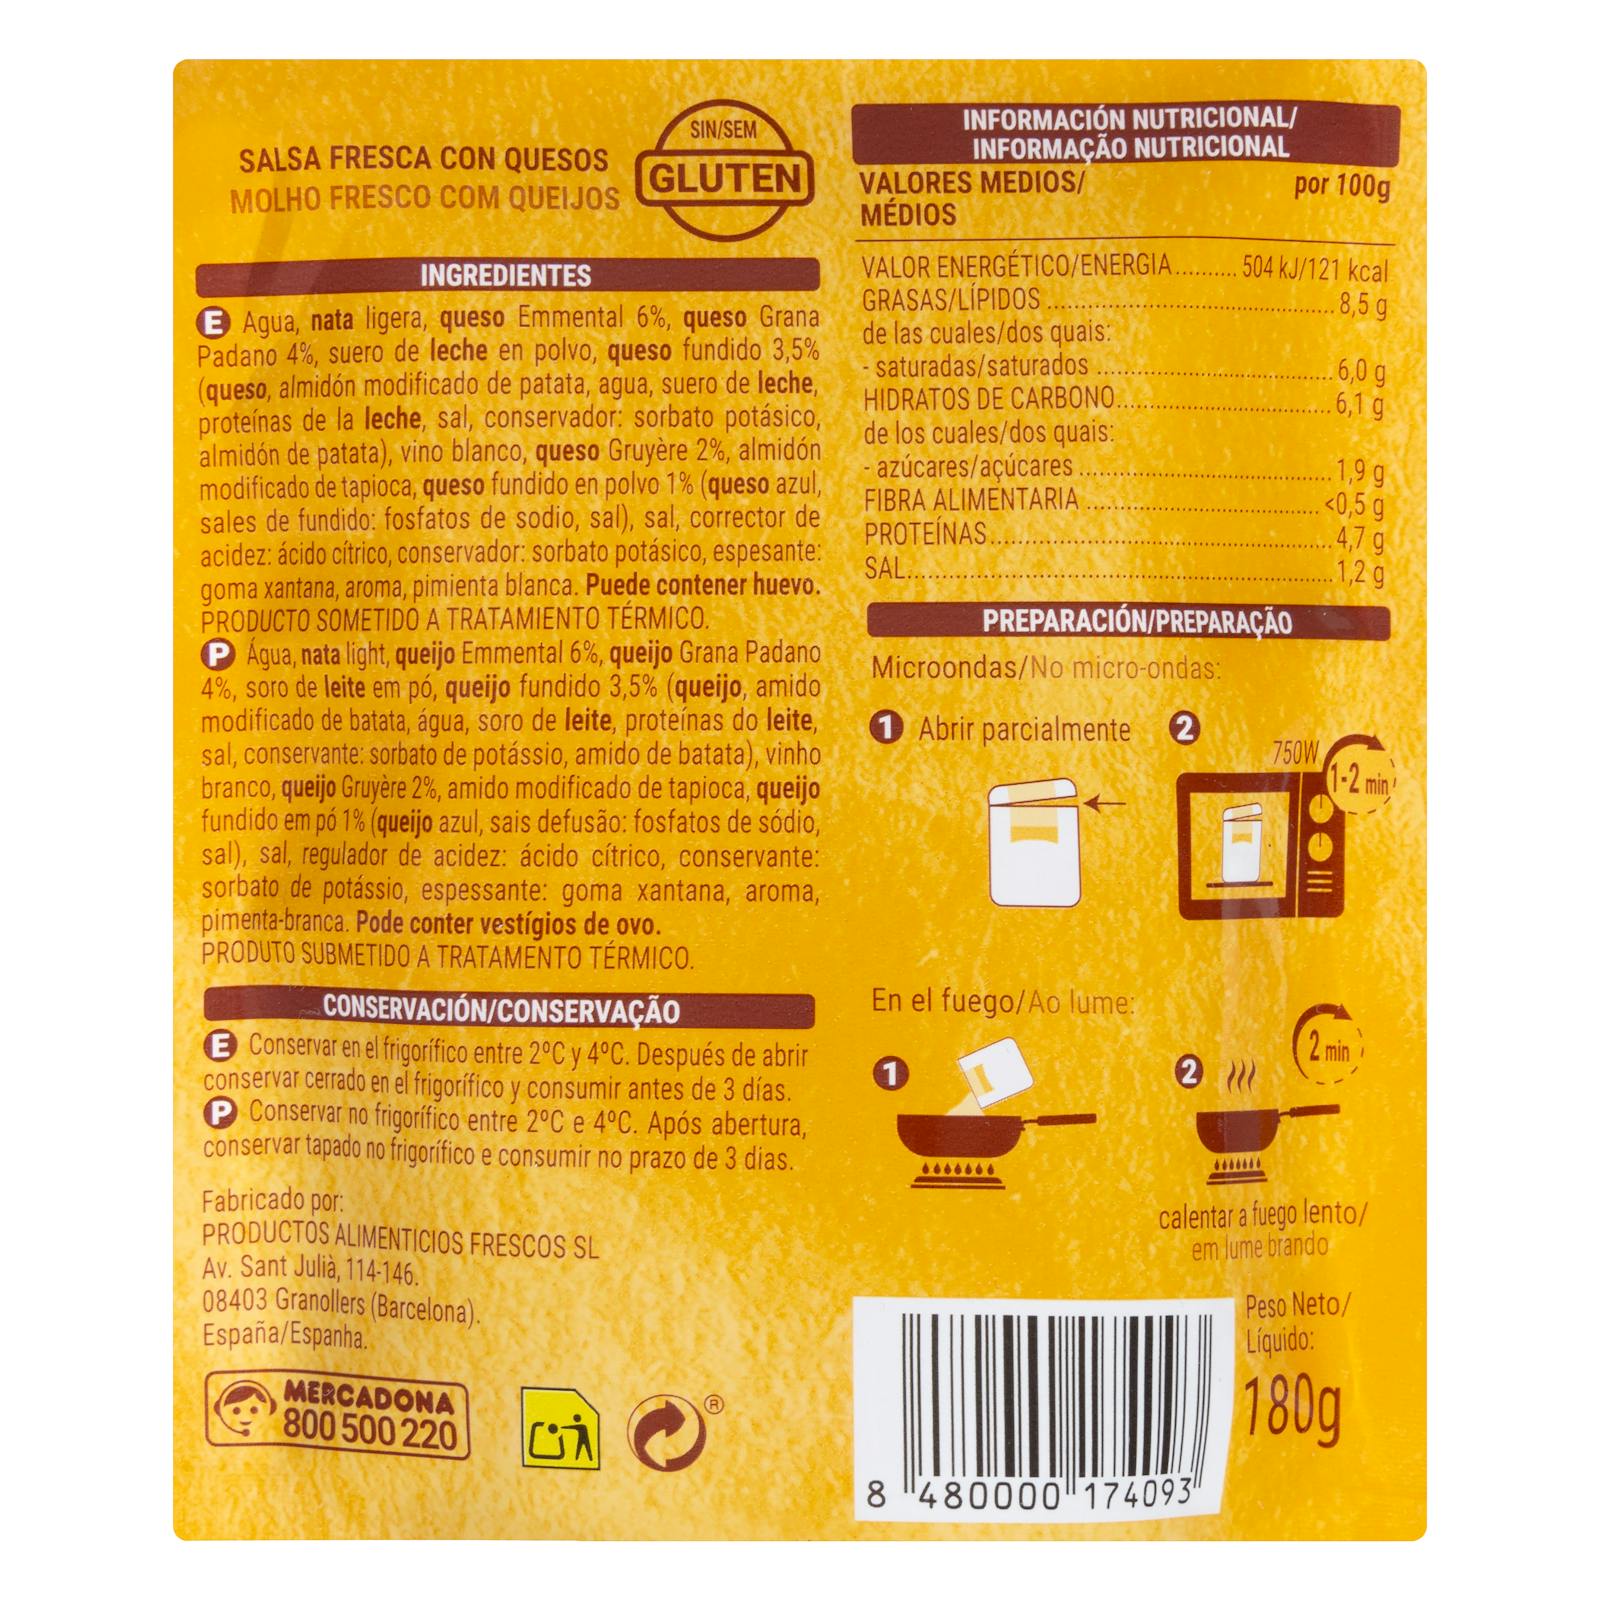 SALSA FRESCA CON QUESOS
MOLHO FRESCO COM QUEIJOS
SIN/SEM
GLUTEN
INGREDIENTES
E Agua, nata ligera, queso Emmental 6%, queso Grana
Padano 4%, suero de leche en polvo, queso fundido 3,5%
(queso, almidón modificado de patata, agua, suero de leche,
proteínas de la leche, sal, conservador: sorbato potásico,
almidón de patata), vino blanco, queso Gruyère 2%, almidón
modificado de tapioca, queso fundido en polvo 1% (queso azul,
sales de fundido: fosfatos de sodio, sal), sal, corrector de
acidez: ácido cítrico, conservador: sorbato potásico, espesante:
goma xantana, aroma, pimienta blanca. Puede contener huevo.
PRODUCTO SOMETIDO A TRATAMIENTO TÉRMICO.
P Água, nata light, queijo Emmental 6%, queijo Grana Padano
4%, soro de leite em pó, queijo fundido 3,5% (queijo, amido
modificado de batata, água, soro de leite, proteínas do leite,
sal, conservante: sorbato de potássio, amido de batata), vinho
branco, queijo Gruyère 2%, amido modificado de tapioca, queijo
fundido em pó 1% (queijo azul, sais defusão: fosfatos de sódio,
sal), sal, regulador de acidez: ácido cítrico, conservante:
sorbato de potássio, espessante: goma xantana, aroma,
pimenta-branca. Pode conter vestígios de ovo.
PRODUTO SUBMETIDO A TRATAMENTO TÉRMICO.
CONSERVACIÓN/CONSERVAÇÃO
E Conservar en el frigorífico entre 2ºC y 4ºC. Después de abrir
conservar cerrado en el frigorífico y consumir antes de 3 días.
P Conservar no frigorífico entre 2ºC e 4ºC. Após abertura,
conservar tapado no frigorífico e consumir no prazo de 3 dias.
Fabricado por:
PRODUCTOS ALIMENTICIOS FRESCOS SL
Av. Sant Julià, 114-146.
08403 Granollers (Barcelona).
España/Espanha.
MERCADONA
800 500 220
®
INFORMACIÓN NUTRICIONAL/
INFORMAÇÃO NUTRICIONAL
VALORES MEDIOS/ por 100g
MÉDIOS
VALOR ENERGÉTICO/ENERGIA.......... 504 kJ/121 kcal
GRASAS/LÍPIDOS .......... 8,5 g
de las cuales/dos quais:
- saturadas/saturados .......... 6,0 g
HIDRATOS DE CARBONO.......... 6,1 g
de los cuales/dos quais:
- azúcares/açúcares .......... 1,9 g
FIBRA ALIMENTARIA .......... <0,5 g
PROTEÍNAS.......... 4,7 g
SAL.......... 1,2 g
PREPARACIÓN/PREPARAÇÃO
Microondas/No micro-ondas:
1 Abrir parcialmente
2
750W
1-2 min
En el fuego/Ao lume:
1
2
2 min
calentar a fuego lento/
em lume brando
Peso Neto/
Líquido:
180g
8 480000 174093